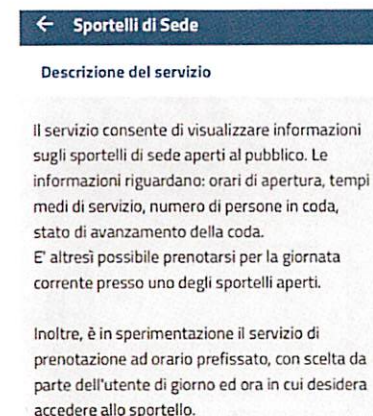 ← Sportelli di Sede
Descrizione del servizio
Il servizio consente di visualizzare informazioni
sugli sportelli di sede aperti al pubblico. Le
informazioni riguardano: orari di apertura, tempi
medi di servizio, numero di persone in coda,
stato di avanzamento della coda.
E' altresì possibile prenotarsi per la giornata
corrente presso uno degli sportelli aperti.
Inoltre, è in sperimentazione il servizio di
prenotazione ad orario prefissato, con scelta da
parte dell'utente di giorno ed ora in cui desidera
accedere allo sportello.